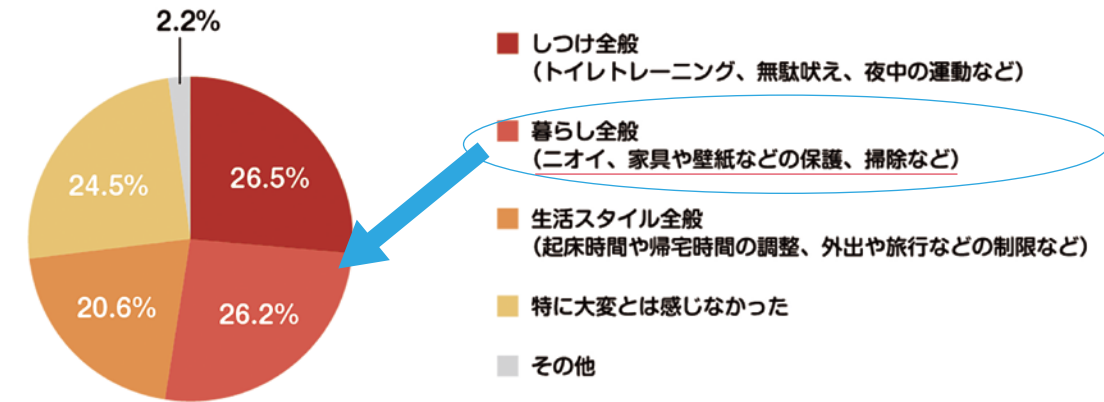 2.2%
26.5%
26.2%
20.6%
24.5%
しつけ全般
（トイレトレーニング、無駄吠え、夜中の運動など）
暮らし全般
（ニオイ、家具や壁紙などの保護、掃除など）
生活スタイル全般
（起床時間や帰宅時間の調整、外出や旅行などの制限など）
特に大変とは感じなかった
その他